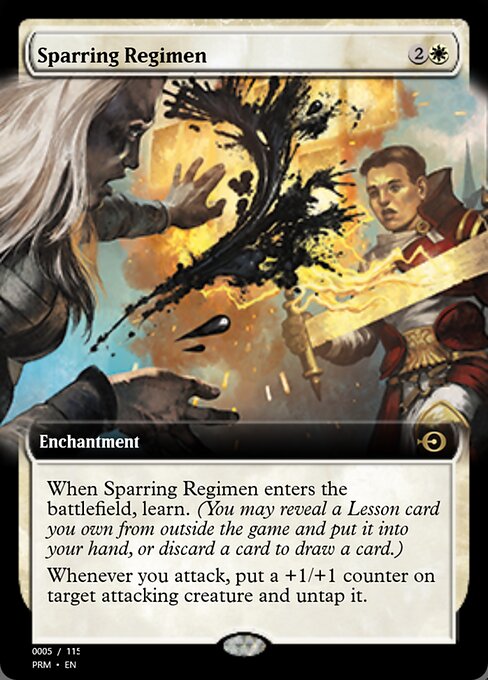 Sparring Regimen 2
Enchantment
When Sparring Regimen enters the
battlefield, learn. (You may reveal a Lesson card
you own from outside the game and put it into
your hand, or discard a card to draw a card.)
Whenever you attack, put a +1/+1 counter on
target attacking creature and untap it.
0005 / 115
PRM • EN